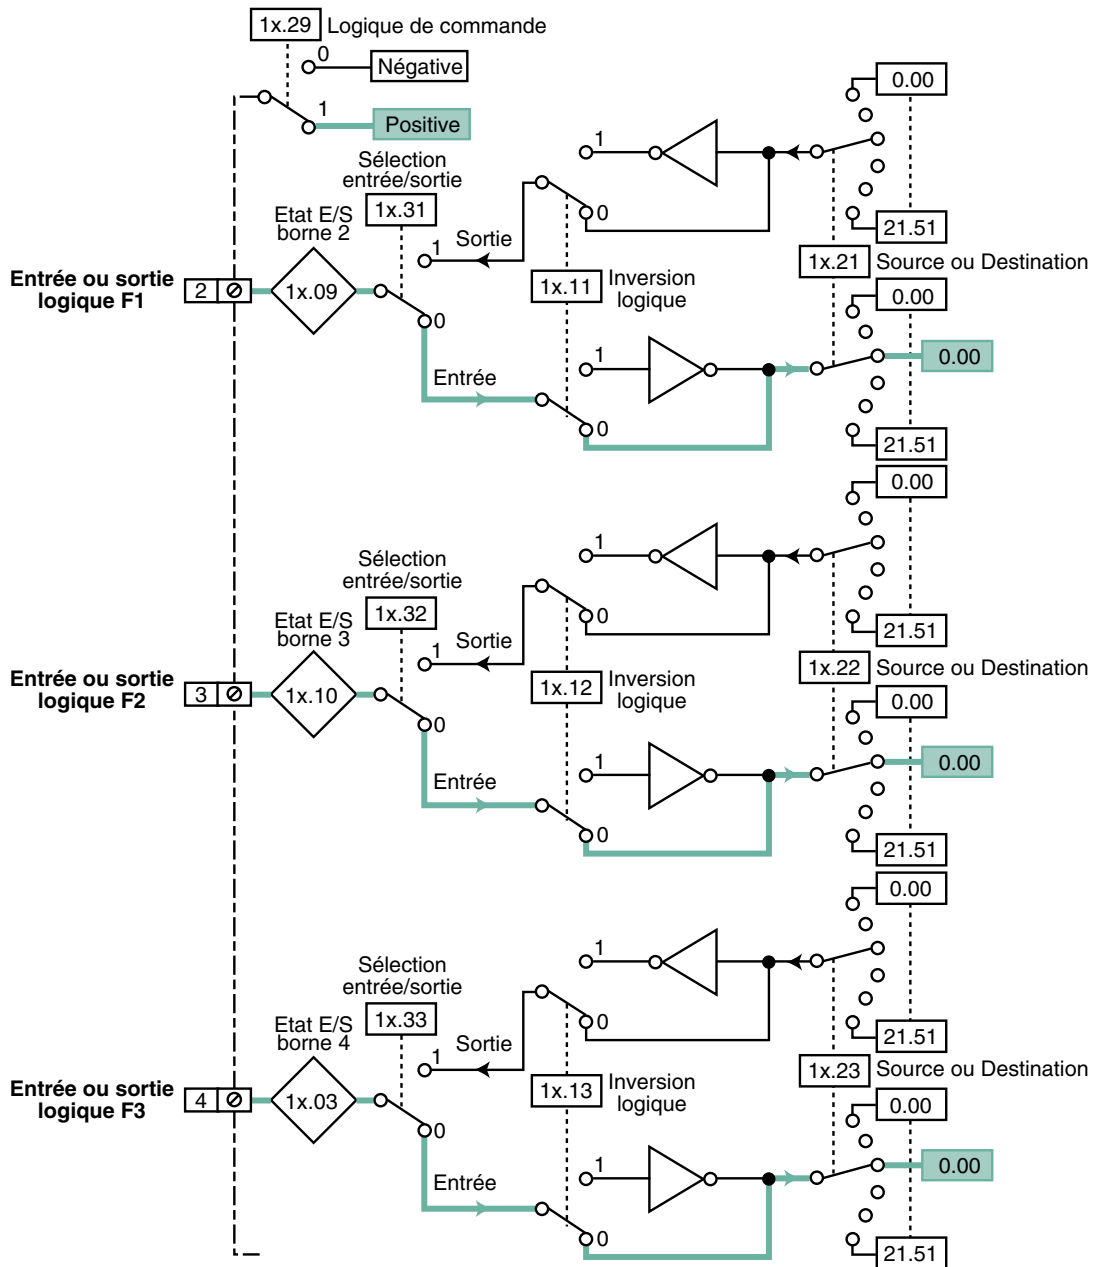 1x.29 Logique de commande
0
Négative
1
Positive
0.00
Sélection
entrée/sortie
1
1x.31
Etat E/S
borne 2
0
1
Sortie
21.51
Entrée ou sortie
logique F1
2
1x.09
0
1x.11
Inversion
logique
1x.21 Source ou Destination
0.00
1
0.00
Entrée
0
21.51
0.00
Sélection
entrée/sortie
1
1x.32
Etat E/S
borne 3
0
1
Sortie
21.51
Entrée ou sortie
logique F2
3
1x.10
0
1x.12
Inversion
logique
1x.22 Source ou Destination
0.00
1
0.00
Entrée
0
21.51
0.00
Sélection
entrée/sortie
1
1x.33
Etat E/S
borne 4
0
1
Sortie
21.51
Entrée ou sortie
logique F3
4
1x.03
0
1x.13
Inversion
logique
1x.23 Source ou Destination
0.00
1
0.00
Entrée
0
21.51